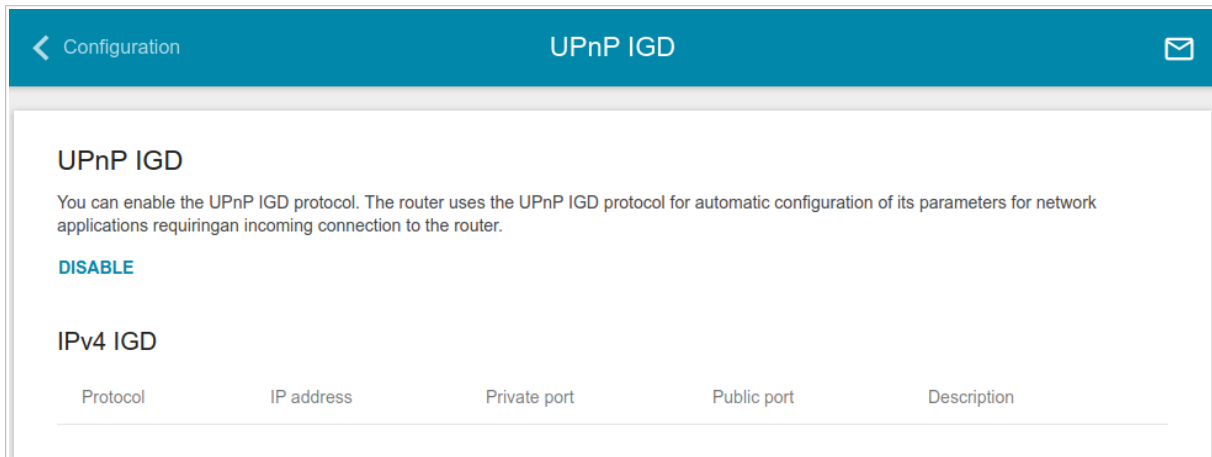 Configuration UPnP IGD
UPnP IGD
You can enable the UPnP IGD protocol. The router uses the UPnP IGD protocol for automatic configuration of its parameters for network
applications requiringan incoming connection to the router.
DISABLE
IPv4 IGD
Protocol IP address Private port Public port Description